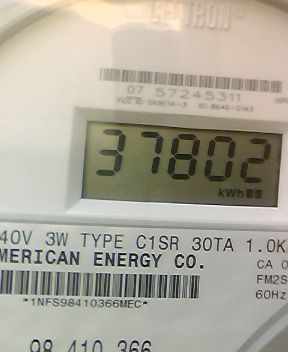 07 57245311
37802
kWh
40V 3W TYPE C1SR 30TA 1.0K
MERICAN ENERGY CO.
CA 0
FM2S
60Hz
*1NFS98410366MEC*
98 410 366